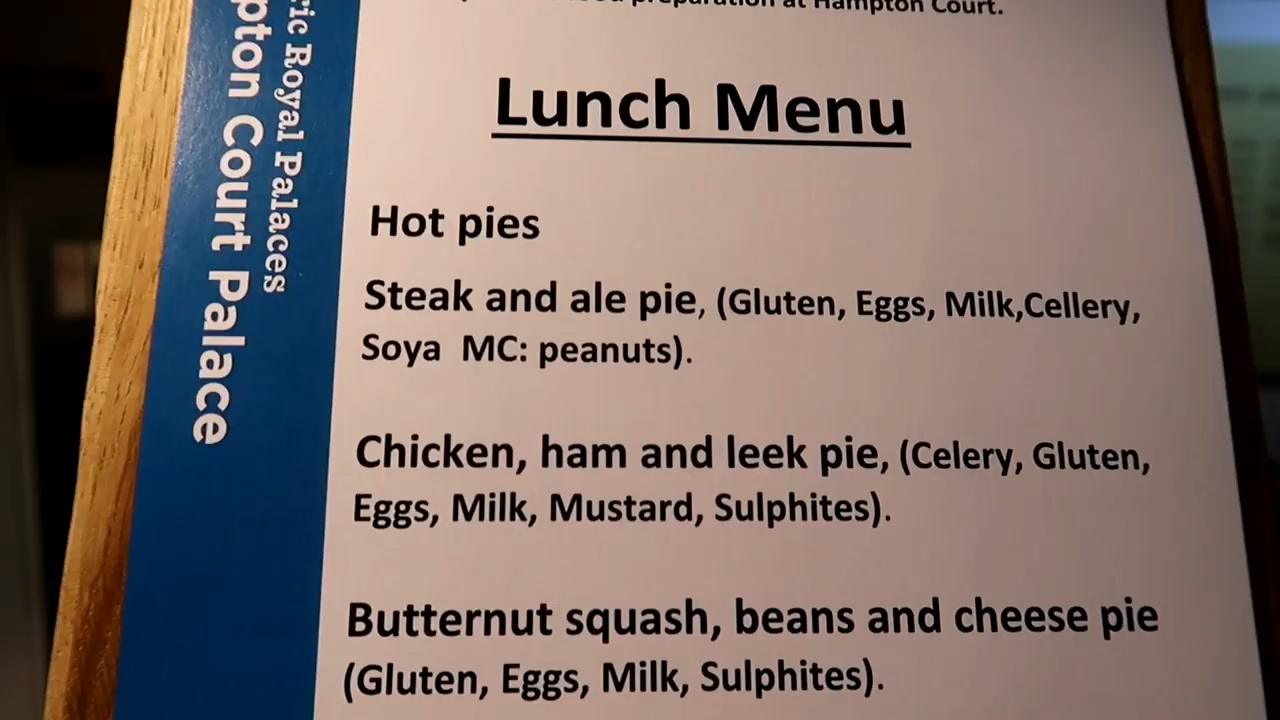 preparation at Hampton Court.
Lunch Menu
Hot pies
Steak and ale pie, (Gluten, Eggs, Milk,Cellery,
Soya MC: peanuts).
Chicken, ham and leek pie, (Celery, Gluten,
Eggs, Milk, Mustard, Sulphites).
Butternut squash, beans and cheese pie
(Gluten, Eggs, Milk, Sulphites).
Royal Palaces
Court Palace